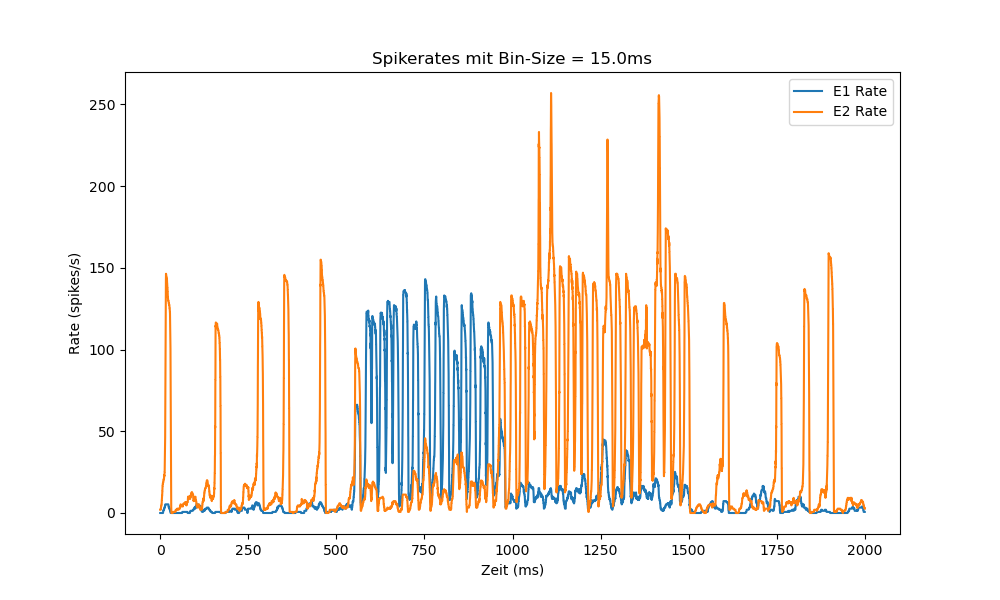 Spikerates mit Bin-Size = 15.0ms
E1 Rate
E2 Rate
Rate (spikes/s)
250
200
150
100
50
0
0 250 500 750 1000 1250 1500 1750 2000
Zeit (ms)